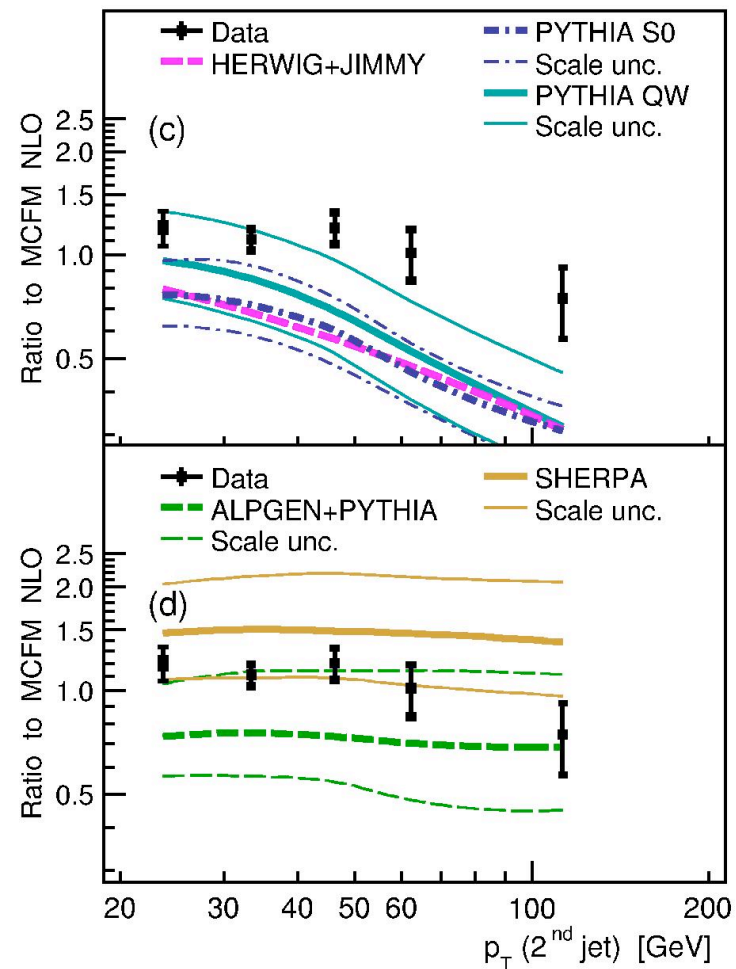 Data
HERWIG+JIMMY
PYTHIA S0
Scale unc.
PYTHIA QW
Scale unc.
(c)
Ratio to MCFM NLO
2.5
2.0
1.5
1.0
0.5
Data
ALPGEN+PYTHIA
Scale unc.
SHERPA
Scale unc.
(d)
Ratio to MCFM NLO
2.5
2.0
1.5
1.0
0.5
20 30 40 50 60 100 200
p_T (2^nd jet) [GeV]